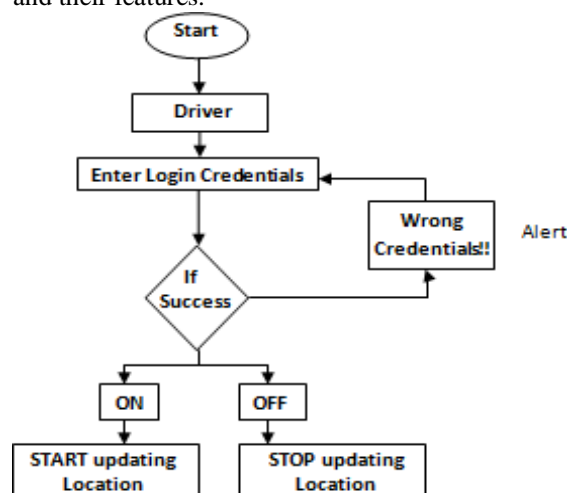 and their features.
Start
Driver
Enter Login Credentials
Wrong
Credentials!!
Alert
If
Success
ON
OFF
START updating
Location
STOP updating
Location